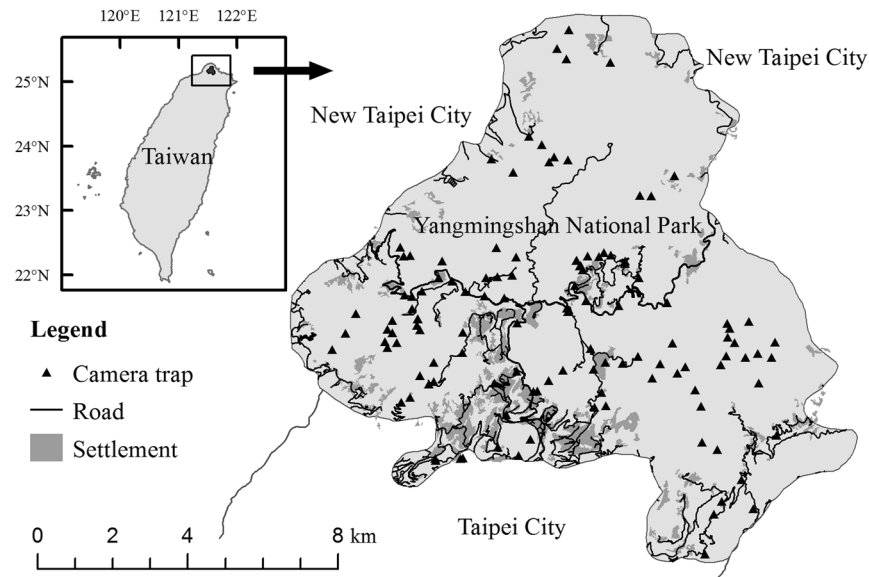 120°E 121°E 122°E
25°N
24°N
23°N
22°N
Taiwan
New Taipei City
New Taipei City
Yangmingshan National Park
Taipei City
Legend
Camera trap
Road
Settlement
0 2 4 8 km